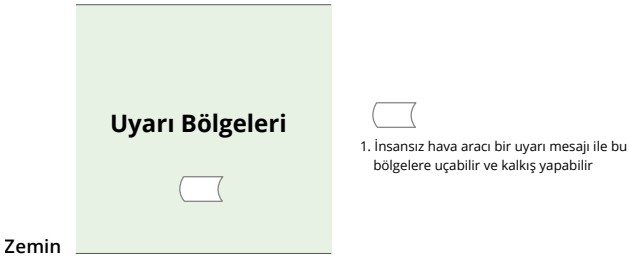 Uyarı Bölgeleri
1. İnsansız hava aracı bir uyarı mesajı ile bu
bölgelere uçabilir ve kalkış yapabilir
Zemin